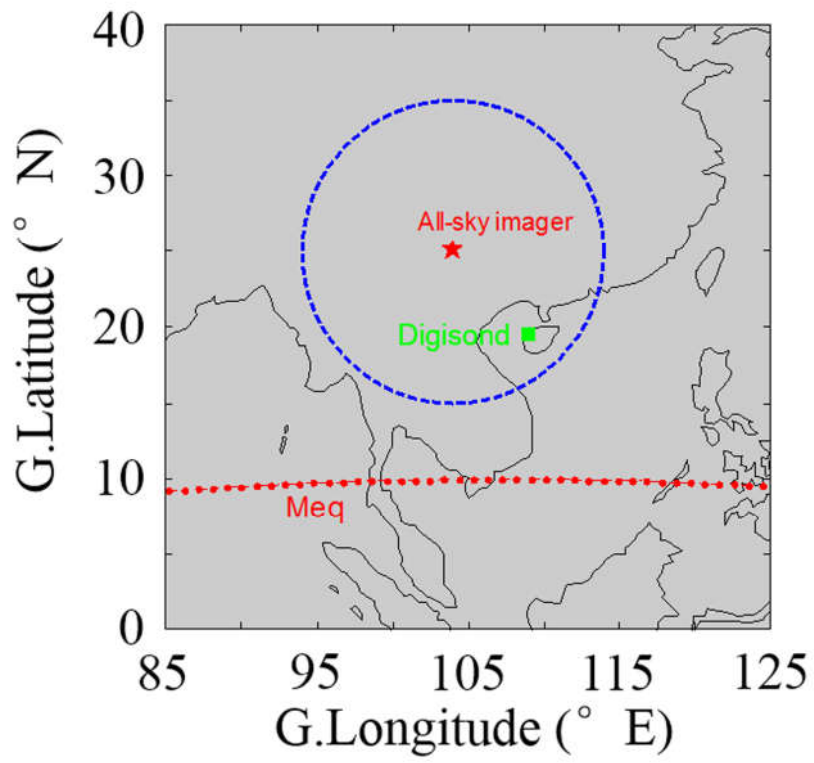 40
30
20
10
0
G.Latitude (° N)
All-sky imager
Digisond
Meq
85 95 105 115 125
G.Longitude (° E)